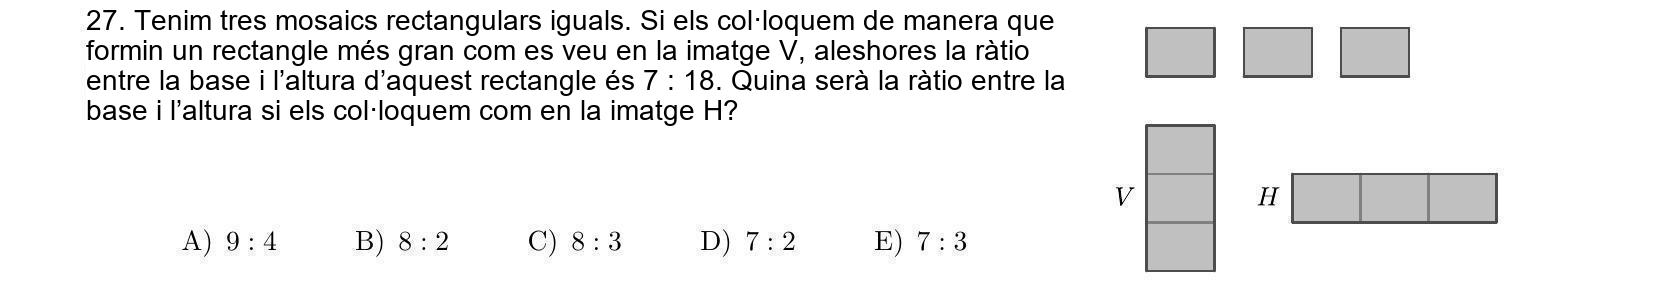 27. Tenim tres mosaics rectangulars iguals. Si els col·loquem de manera que
formin un rectangle més gran com es veu en la imatge V, aleshores la ràtio
entre la base i l’altura d’aquest rectangle és 7 : 18. Quina serà la ràtio entre la
base i l’altura si els col·loquem com en la imatge H?
V
H
A) 9 : 4 B) 8 : 2 C) 8 : 3 D) 7 : 2 E) 7 : 3